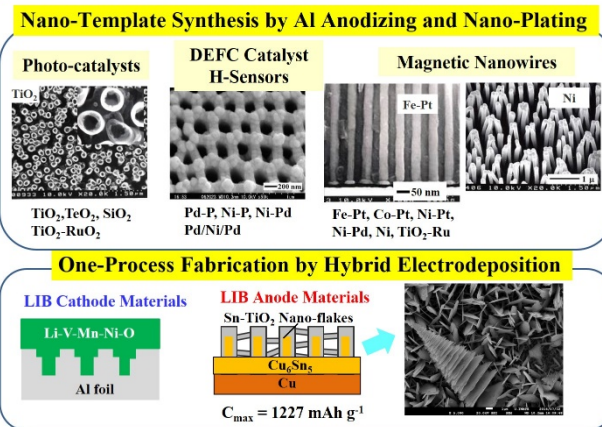 Nano-Template Synthesis by Al Anodizing and Nano-Plating
Photo-catalysts
DEFC Catalyst
H-Sensors
Magnetic Nanowires
TiO₂
Fe-Pt
Ni
200 nm
50 nm
1 μ
TiO₂,TeO₂, SiO₂
TiO₂-RuO₂
Pd-P, Ni-P, Ni-Pd
Pd/Ni/Pd
Fe-Pt, Co-Pt, Ni-Pt,
Ni-Pd, Ni, TiO₂-Ru
One-Process Fabrication by Hybrid Electrodeposition
LIB Cathode Materials
LIB Anode Materials
Sn-TiO₂ Nano-flakes
Li-V-Mn-Ni-O
Al foil
Cu₆Sn₅
Cu
Cmax = 1227 mAh g⁻¹